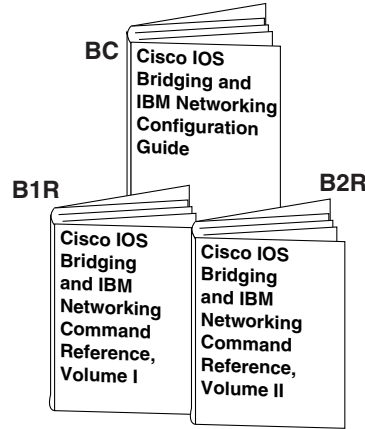 BC
Cisco IOS
Bridging and
IBM Networking
Configuration
Guide
B1R
Cisco IOS
Bridging
and IBM
Networking
Command
Reference,
Volume I
B2R
Cisco IOS
Bridging
and IBM
Networking
Command
Reference,
Volume II